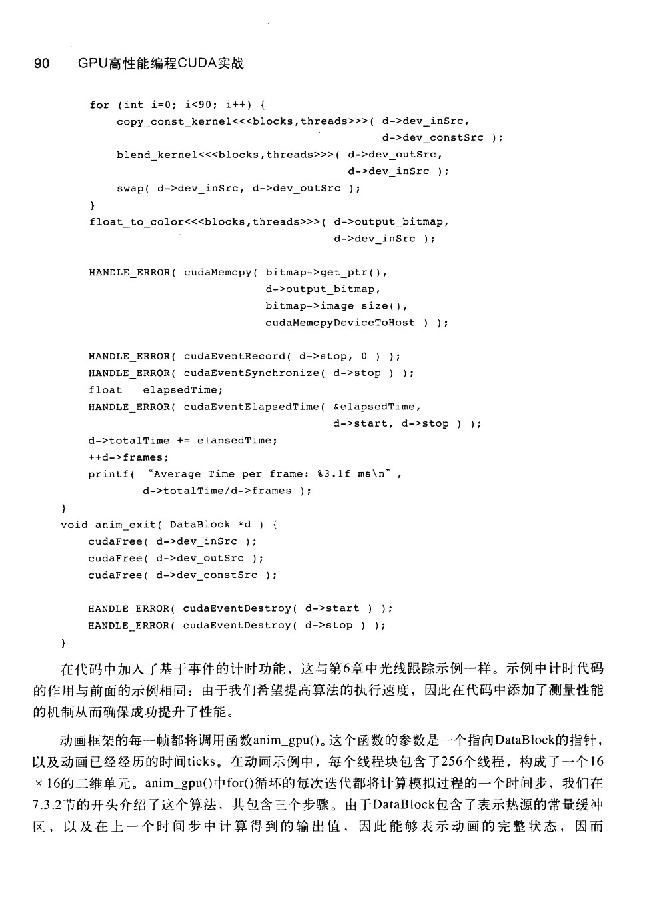 90 GPU高性能编程CUDA实战
for (int i=0; i<90; i++) {
copy_const_kernel<<<blocks,threads>>>( d->dev_inSrc,
d->dev_constSrc );
blend_kernel<<<blocks,threads>>>( d->dev_outSrc,
d->dev_inSrc );
swap( d->dev_inSrc, d->dev_outSrc );
}
float_to_color<<<blocks,threads>>>( d->output_bitmap,
d->dev_inSrc );
HANDLE_ERROR( cudaMemcpy( bitmap->get_ptr(),
d->output_bitmap,
bitmap->image_size(),
cudaMemcpyDeviceToHost ) );
HANDLE_ERROR( cudaEventRecord( d->stop, 0 ) );
HANDLE_ERROR( cudaEventSynchronize( d->stop ) );
float elapsedTime;
HANDLE_ERROR( cudaEventElapsedTime( &elapsedTime,
d->start, d->stop ) );
d->totalTime += elapsedTime;
++d->frames;
printf( “Average Time per frame: %3.1f ms\n”,
d->totalTime/d->frames );
}
void anim_exit( DataBlock *d ) {
cudaFree( d->dev_inSrc );
cudaFree( d->dev_outSrc );
cudaFree( d->dev_constSrc );
HANDLE_ERROR( cudaEventDestroy( d->start ) );
HANDLE_ERROR( cudaEventDestroy( d->stop ) );
}
在代码中加入了基于事件的计时功能，这与第6章中光线跟踪示例一样。示例中计时代码
的作用与前面的示例相同：由于我们希望提高算法的执行速度，因此在代码中添加了测量性能
的机制从而确保成功提升了性能。
动画框架的每一帧都将调用函数anim_gpu()。这个函数的参数是一个指向DataBlock的指针，
以及动画已经经历的时间ticks。在动画示例中，每个线程块包含了256个线程，构成了一个16
×16的二维单元。anim_gpu()中for()循环的每次迭代都将计算模拟过程的一个时间步，我们在
7.3.2节的开头介绍了这个算法，共包含三个步骤。由于DataBlock包含了表示热源的常量缓冲
区，以及在上一个时间步中计算得到的输出值，因此能够表示动画的完整状态，因而